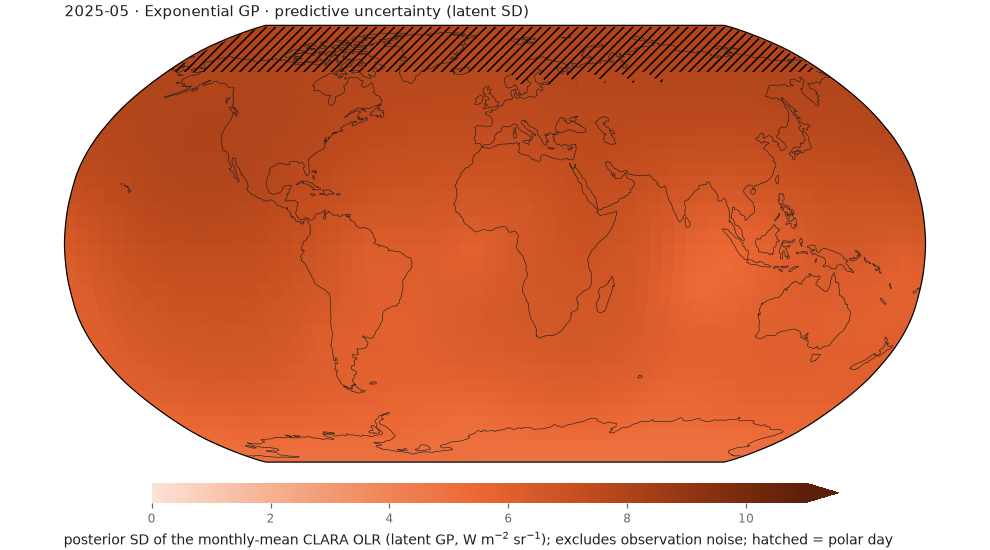 2025-05 · Exponential GP · predictive uncertainty (latent SD)
0 2 4 6 8 10
posterior SD of the monthly-mean CLARA OLR (latent GP, W m⁻² sr⁻¹); excludes observation noise; hatched = polar day